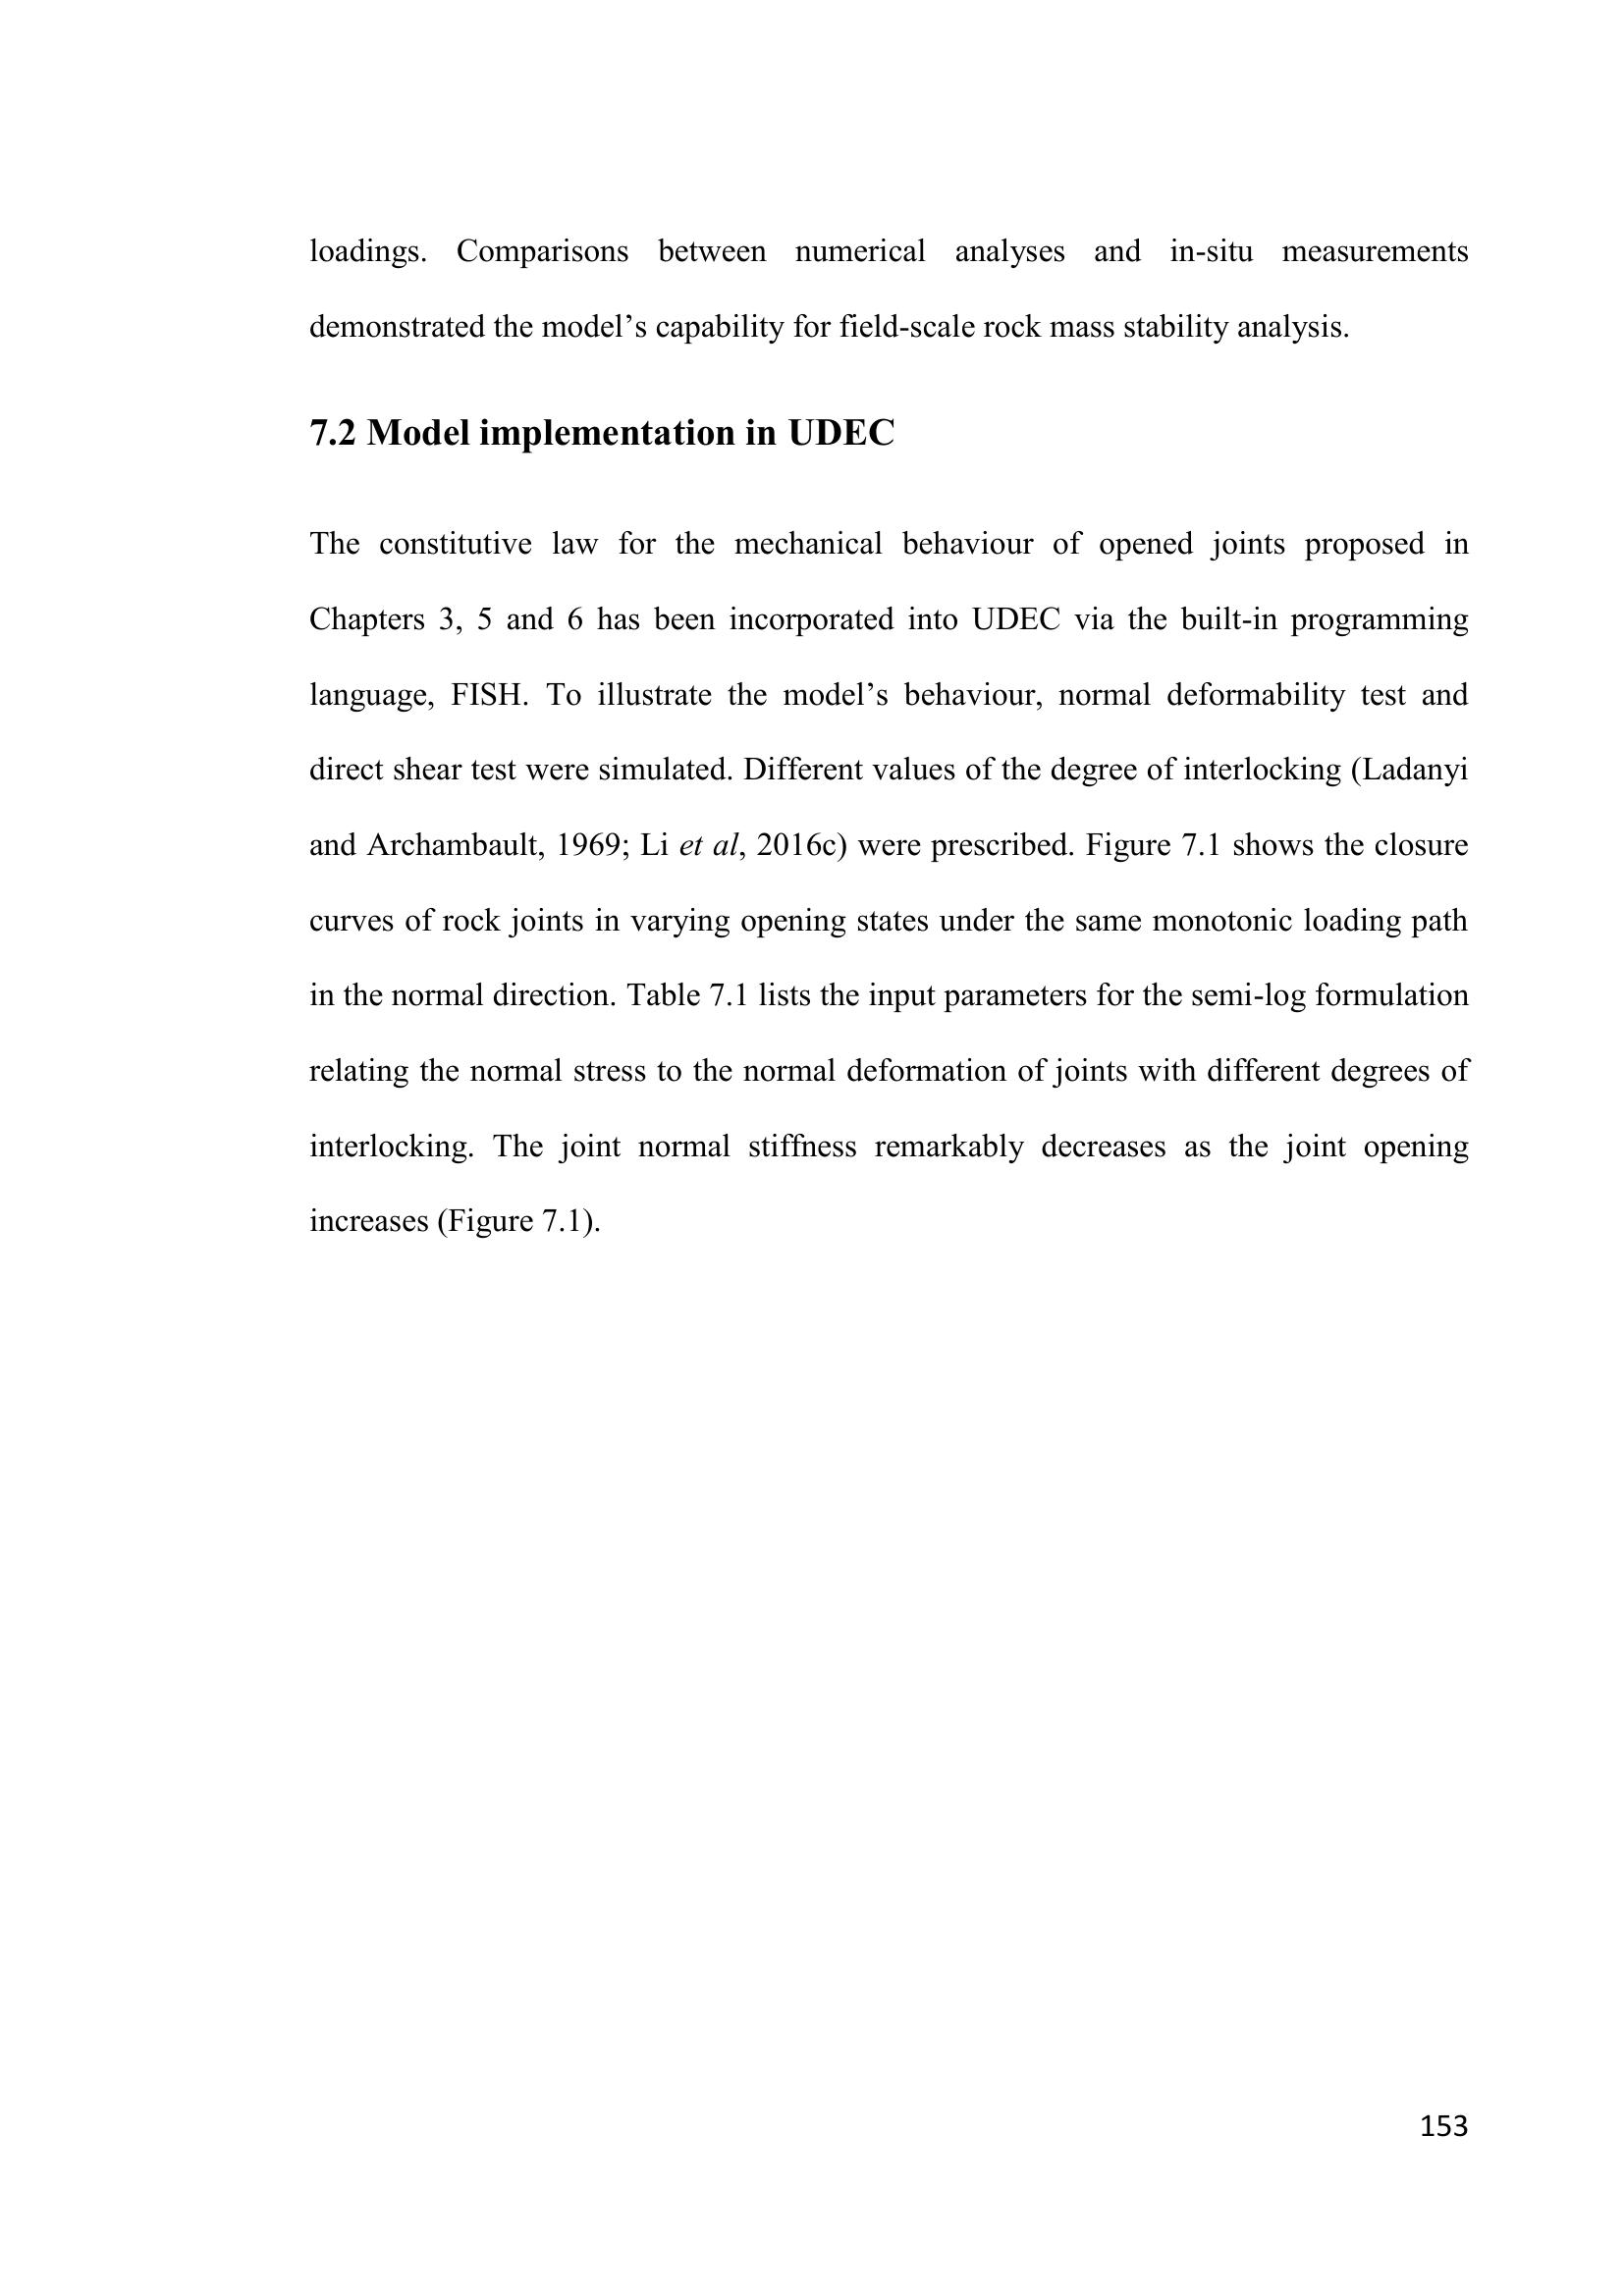 loadings. Comparisons between numerical analyses and in-situ measurements
demonstrated the model’s capability for field-scale rock mass stability analysis.
7.2 Model implementation in UDEC
The constitutive law for the mechanical behaviour of opened joints proposed in
Chapters 3, 5 and 6 has been incorporated into UDEC via the built-in programming
language, FISH. To illustrate the model’s behaviour, normal deformability test and
direct shear test were simulated. Different values of the degree of interlocking (Ladanyi
and Archambault, 1969; Li et al, 2016c) were prescribed. Figure 7.1 shows the closure
curves of rock joints in varying opening states under the same monotonic loading path
in the normal direction. Table 7.1 lists the input parameters for the semi-log formulation
relating the normal stress to the normal deformation of joints with different degrees of
interlocking. The joint normal stiffness remarkably decreases as the joint opening
increases (Figure 7.1).
153